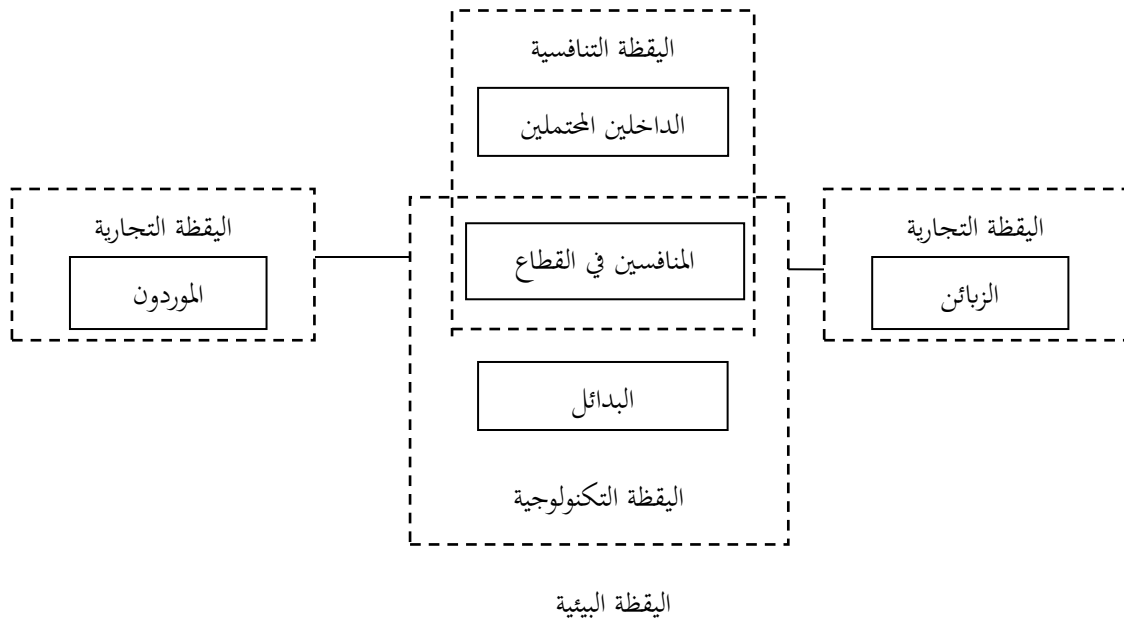 اليقظة التنافسية
الداخلين المحتملين
اليقظة التجارية
الزبائن
المنافسين في القطاع
اليقظة التجارية
الموردون
البدائل
اليقظة التكنولوجية
اليقظة البيئية